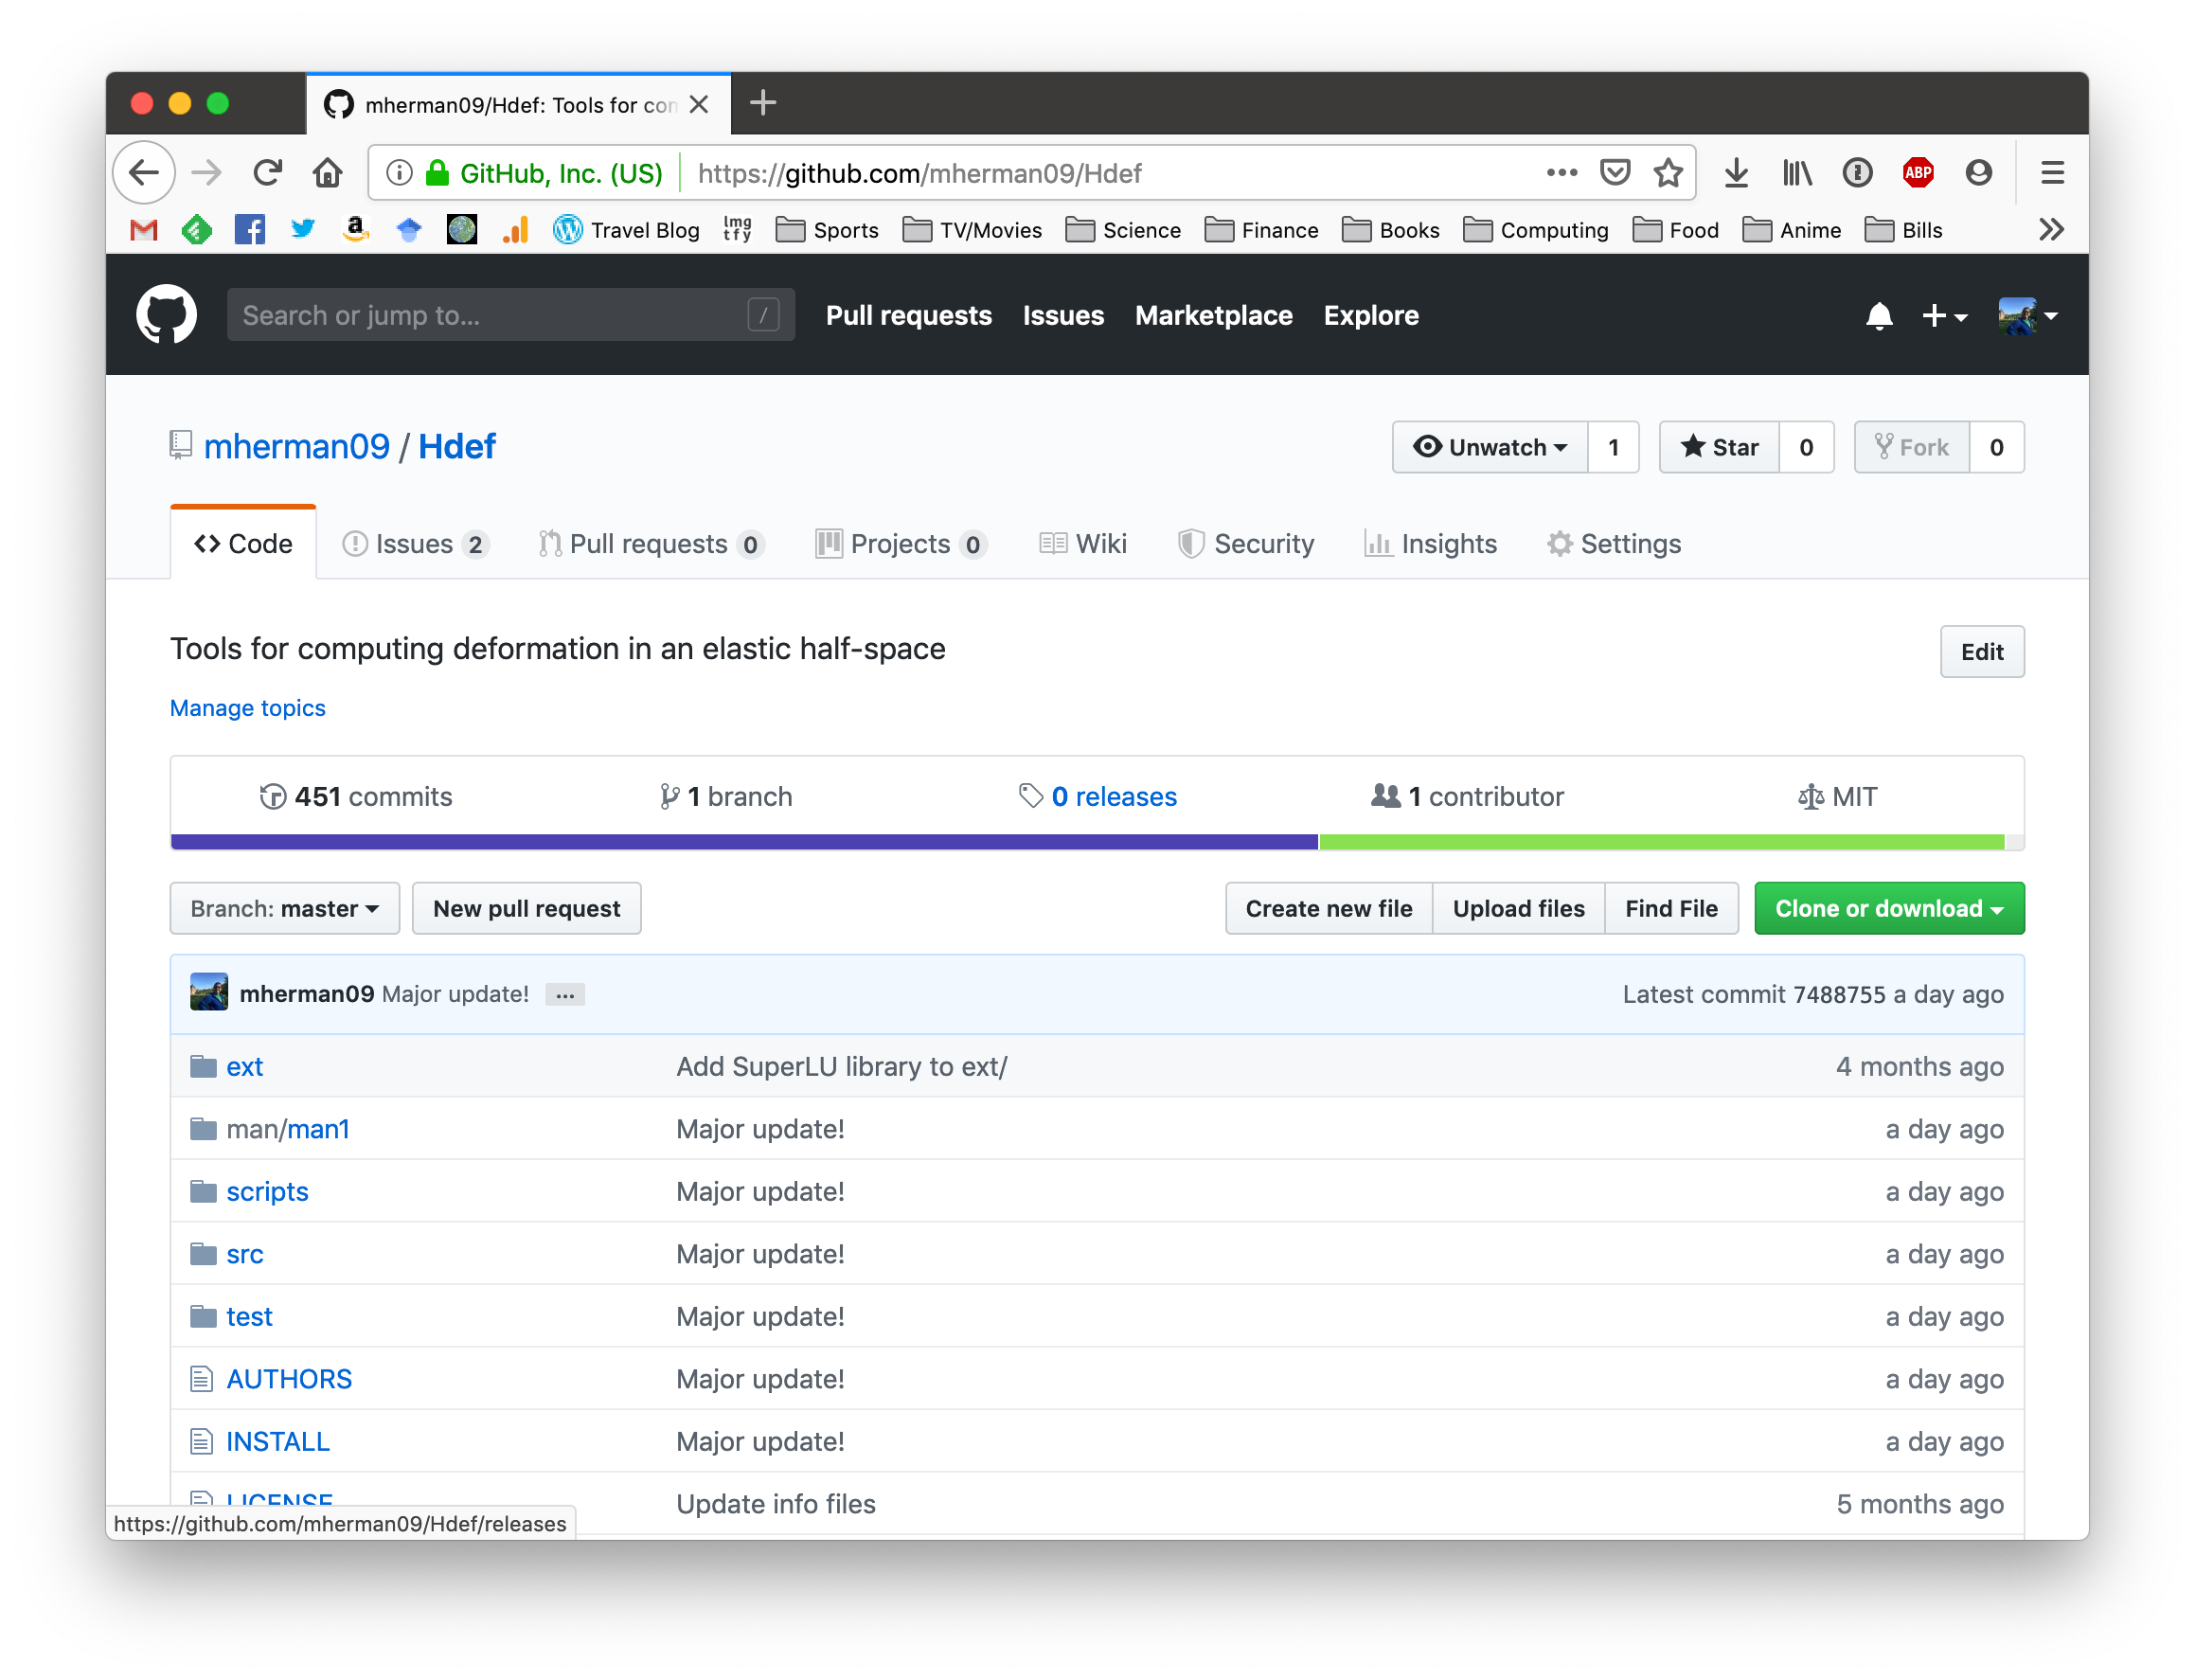 mherman09/Hdef: Tools for con
GitHub, Inc. (US) https://github.com/mherman09/Hdef
Travel Blog lmg tfy Sports TV/Movies Science Finance Books Computing Food Anime Bills
Search or jump to... / Pull requests Issues Marketplace Explore
mherman09 / Hdef Unwatch 1 Star 0 Fork 0
Code Issues 2 Pull requests 0 Projects 0 Wiki Security Insights Settings
Tools for computing deformation in an elastic half-space Edit
Manage topics
451 commits 1 branch 0 releases 1 contributor MIT
Branch: master New pull request Create new file Upload files Find File Clone or download
mherman09 Major update! ... Latest commit 7488755 a day ago
ext Add SuperLU library to ext/ 4 months ago
man/man1 Major update! a day ago
scripts Major update! a day ago
src Major update! a day ago
test Major update! a day ago
AUTHORS Major update! a day ago
INSTALL Major update! a day ago
LICENSE Update info files 5 months ago
https://github.com/mherman09/Hdef/releases